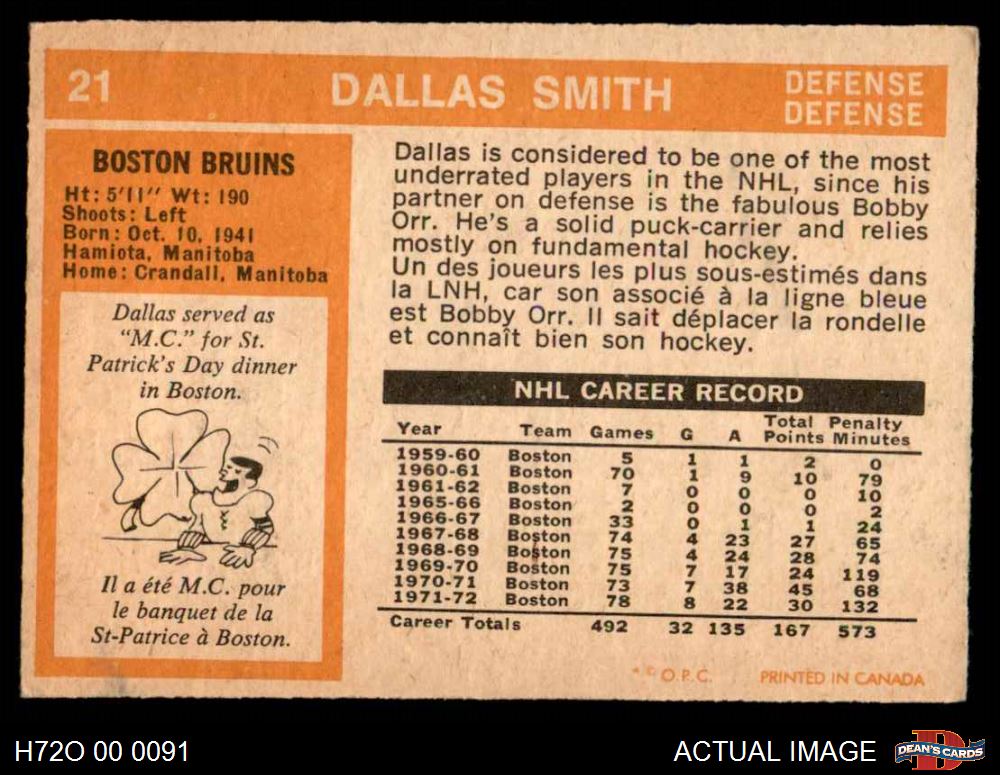 21 DALLAS SMITH DEFENSE
DEFENSE
BOSTON BRUINS
Ht: 5'11" Wt: 190
Shoots: Left
Born: Oct. 10, 1941
Hamiota, Manitoba
Home: Crandall, Manitoba
Dallas served as
"M.C." for St.
Patrick's Day dinner
in Boston.
Il a été M.C. pour
le banquet de la
St-Patrice à Boston.
Dallas is considered to be one of the most
underrated players in the NHL, since his
partner on defense is the fabulous Bobby
Orr. He's a solid puck-carrier and relies
mostly on fundamental hockey.
Un des joueurs les plus sous-estimés dans
la LNH, car son associé à la ligne bleue
est Bobby Orr. Il sait déplacer la rondelle
et connaît bien son hockey.
NHL CAREER RECORD
Year Team Games G A Total Points Penalty Minutes
1959-60 Boston 5 1 1 2 0
1960-61 Boston 70 1 9 10 79
1961-62 Boston 7 0 0 0 10
1965-66 Boston 2 0 0 0 2
1966-67 Boston 33 0 1 1 24
1967-68 Boston 74 4 23 27 65
1968-69 Boston 75 4 24 28 74
1969-70 Boston 75 7 17 24 119
1970-71 Boston 73 7 38 45 68
1971-72 Boston 78 8 22 30 132
Career Totals 492 32 135 167 573
* © O.P.C. PRINTED IN CANADA
H72O 00 0091
ACTUAL IMAGE
DEAN'S CARDS